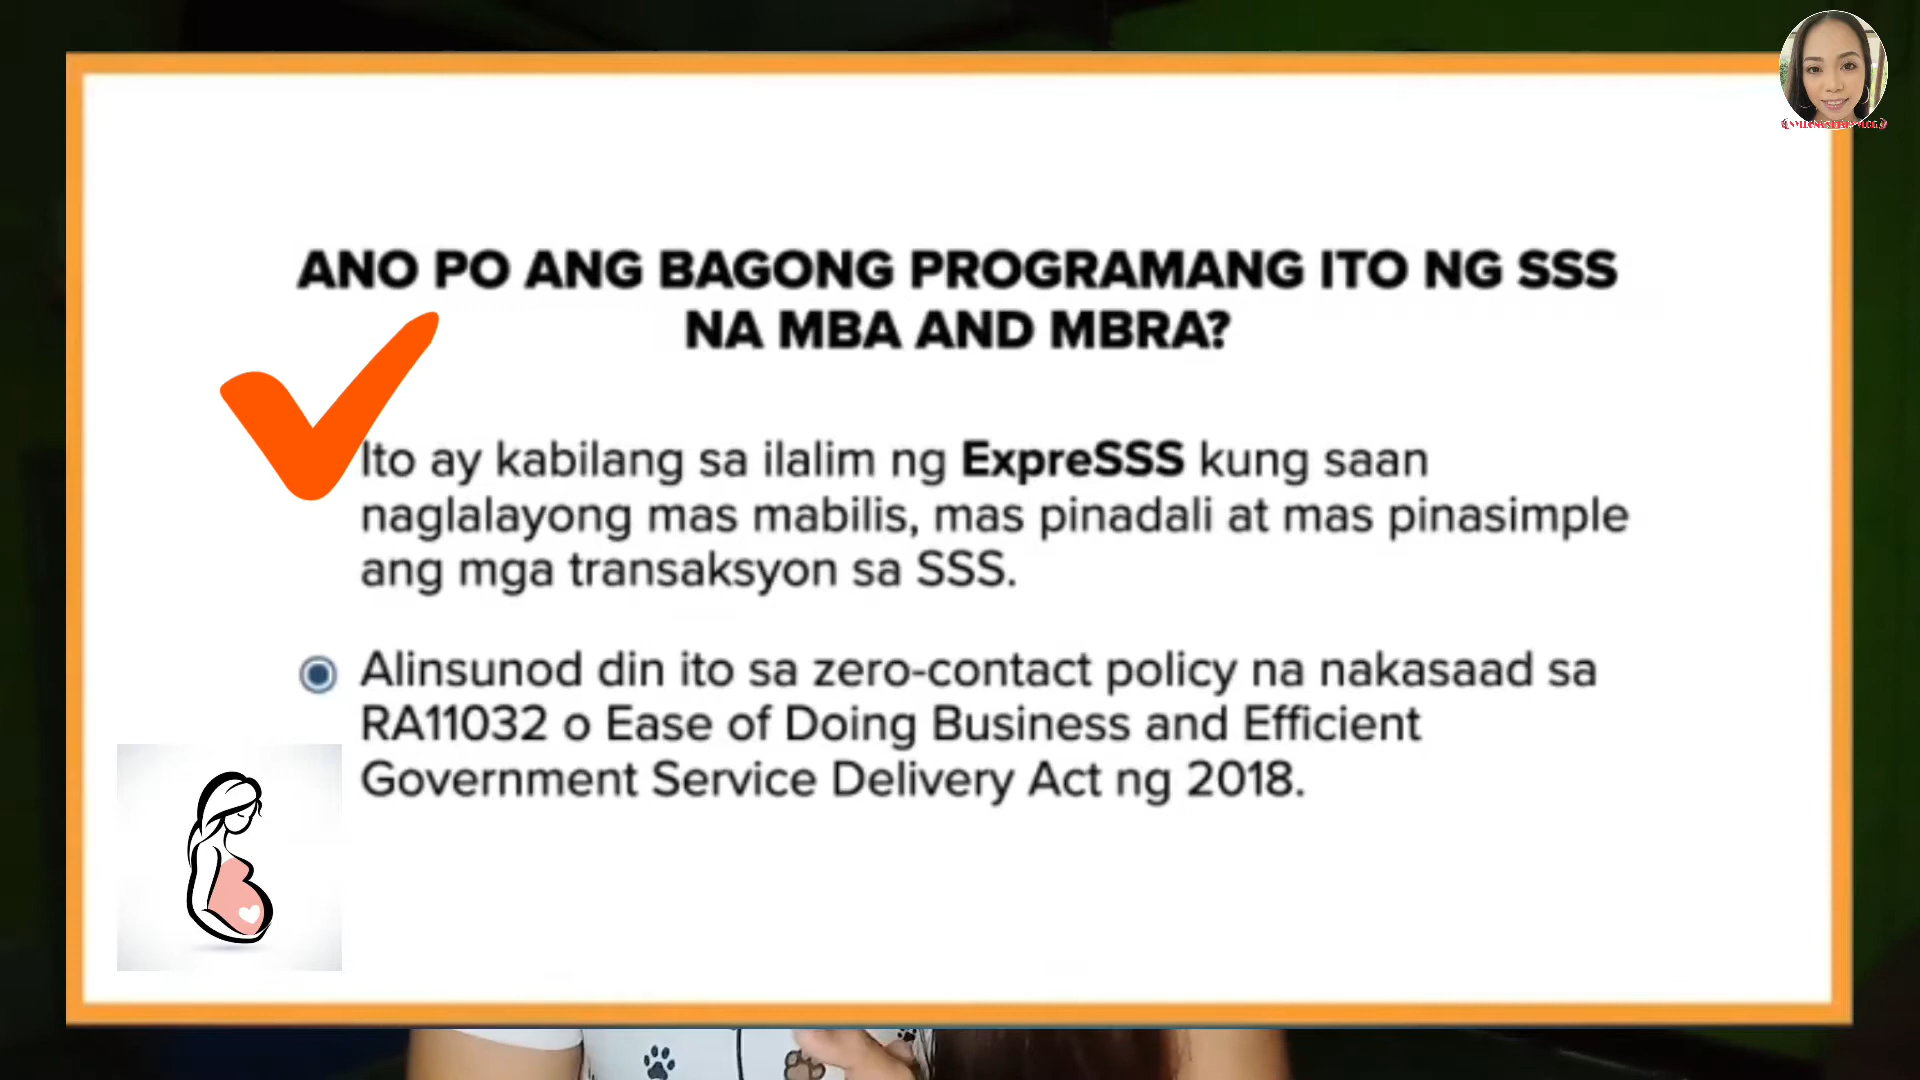 ANO PO ANG BAGONG PROGRAMANG ITO NG SSS
NA MBA AND MBRA?
Ito ay kabilang sa ilalim ng ExpreSSS kung saan
naglalayong mas mabilis, mas pinadali at mas pinasimple
ang mga transaksyon sa SSS.
Alinsunod din ito sa zero-contact policy na nakasaad sa
RA11032 o Ease of Doing Business and Efficient
Government Service Delivery Act ng 2018.